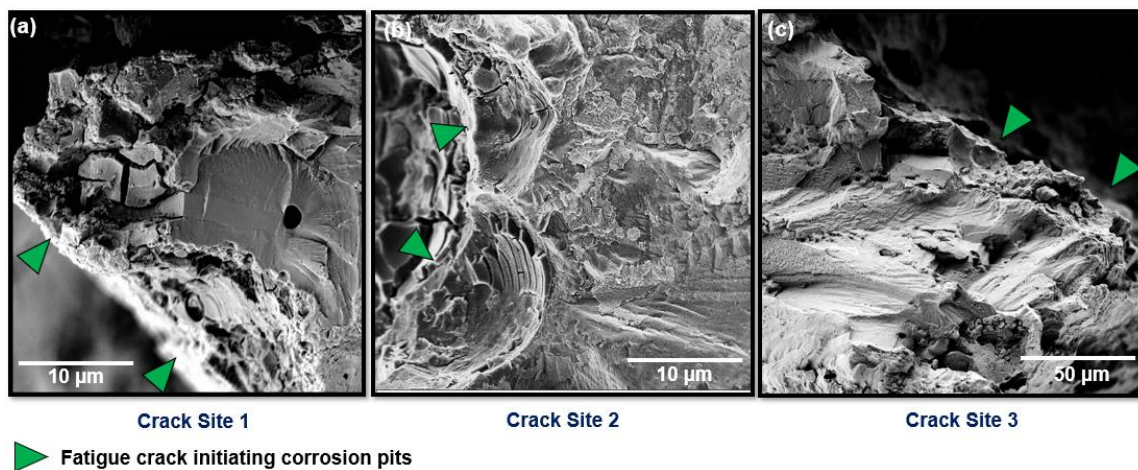 (a)
(b)
(c)
10 µm
10 µm
50 µm
Crack Site 1
Crack Site 2
Crack Site 3
Fatigue crack initiating corrosion pits